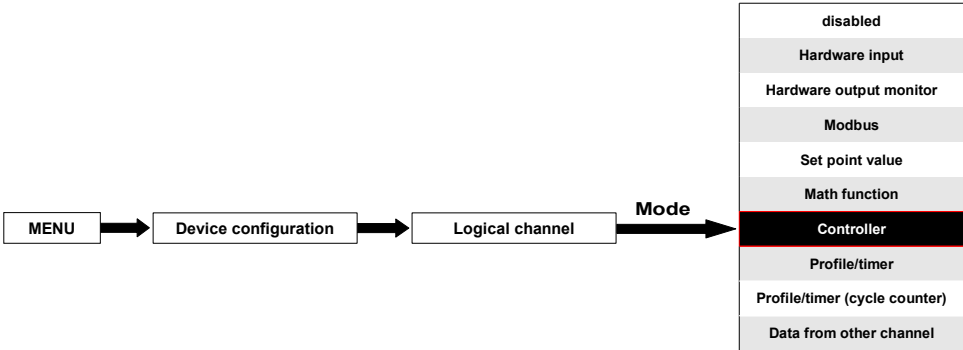 MENU
Device configuration
Logical channel
Mode
disabled
Hardware input
Hardware output monitor
Modbus
Set point value
Math function
Controller
Profile/timer
Profile/timer (cycle counter)
Data from other channel